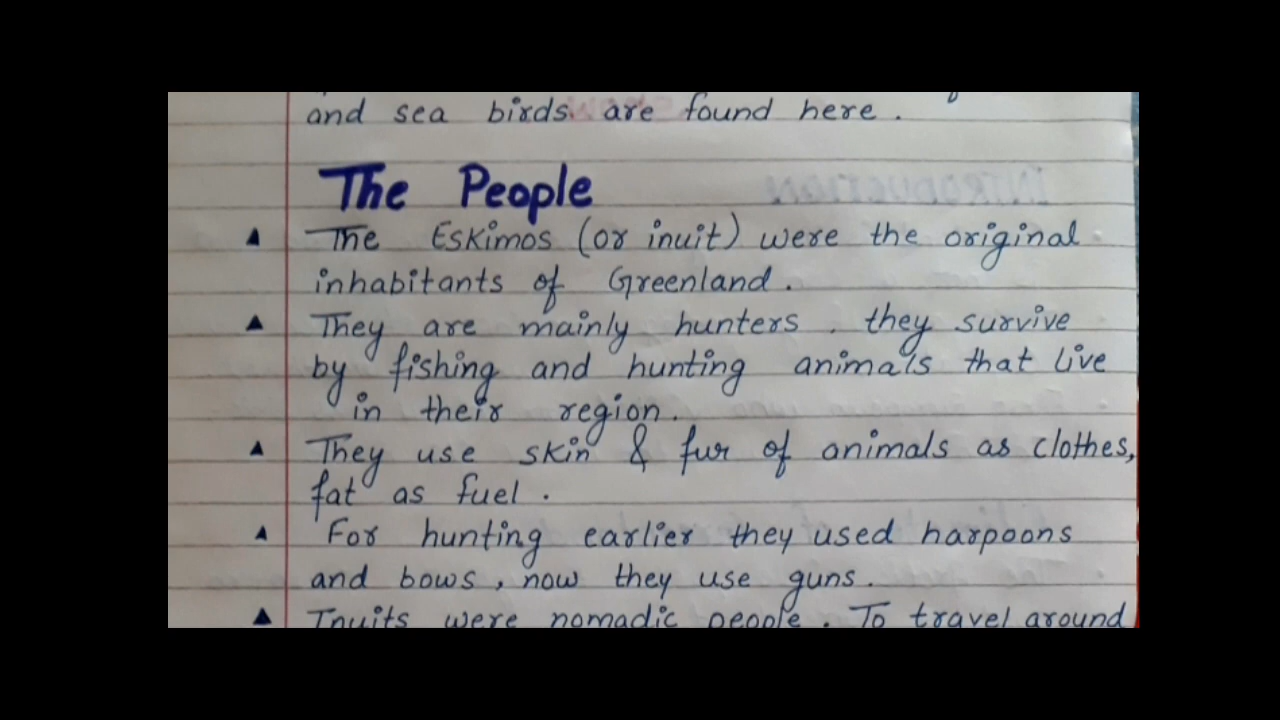 and sea birds are found here .
The People
▲ The Eskimos (or inuit) were the original
inhabitants of Greenland .
▲ They are mainly hunters . they survive
by fishing and hunting animals that live
in their region .
▲ They use skin & fur of animals as clothes,
fat as fuel .
▲ For hunting earlier they used harpoons
and bows , now they use guns .
▲ Inuits were nomadic people . To travel around